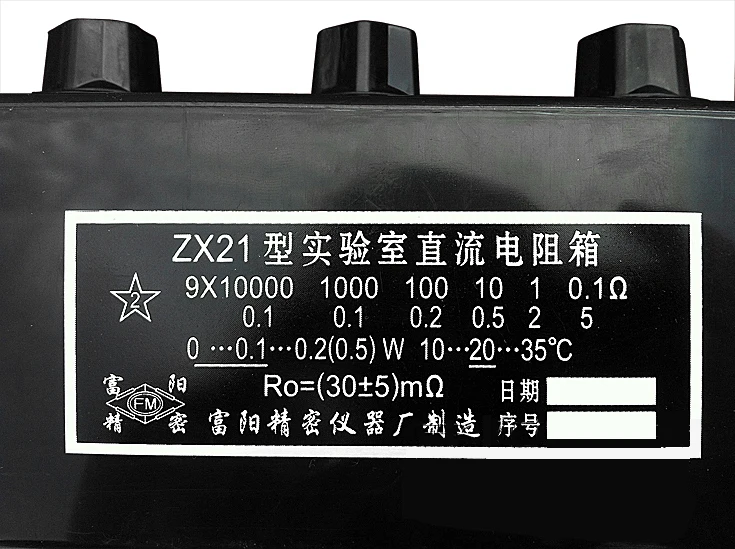 ZX21型实验室直流电阻箱
2
9X10000 1000 100 10 1 0.1Ω
0.1 0.1 0.2 0.5 2 5
0 …0.1…0.2(0.5) W 10…20…35℃
Ro=(30±5)mΩ
富阳
FM
精密
富阳精密仪器厂制造
日期
序号